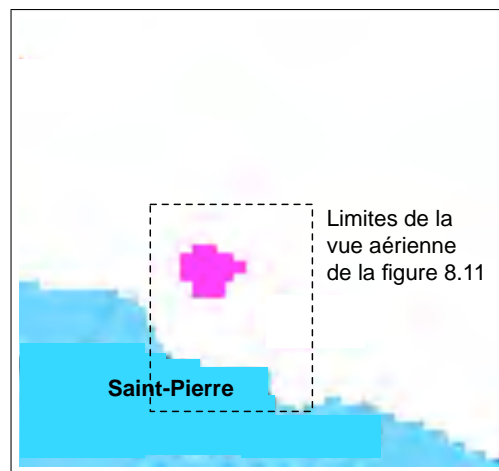 Limites de la
vue aérienne
de la figure 8.11
Saint-Pierre